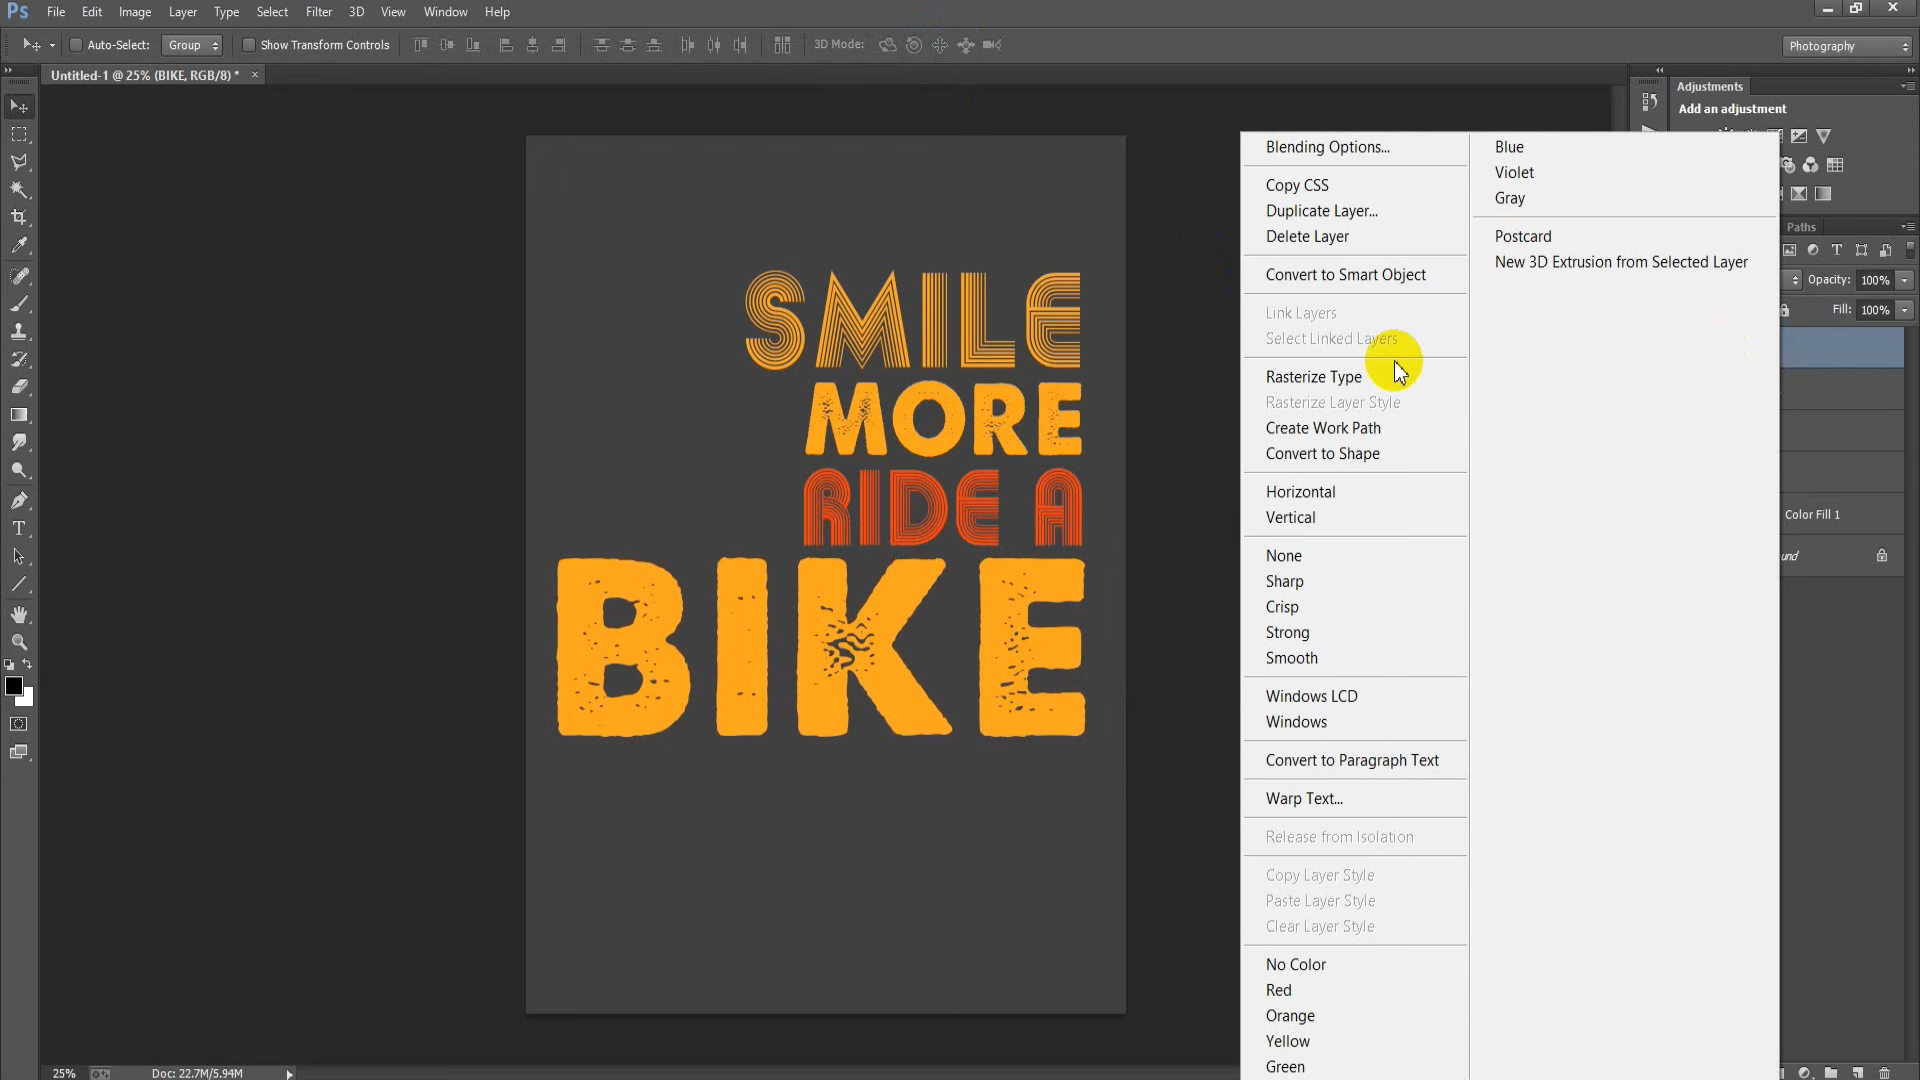 Ps File Edit Image Layer Type Select Filter 3D View Window Help
Auto-Select: Group Show Transform Controls 3D Mode: Photography
Untitled-1 @ 25% (BIKE, RGB/8) * ×
Adjustments
Add an adjustment
Paths
Opacity: 100%
Fill: 100%
Color Fill 1
und
SMILE
MORE
RIDE A
BIKE
Blending Options...
Copy CSS
Duplicate Layer...
Delete Layer
Convert to Smart Object
Link Layers
Select Linked Layers
Rasterize Type
Rasterize Layer Style
Create Work Path
Convert to Shape
Horizontal
Vertical
None
Sharp
Crisp
Strong
Smooth
Windows LCD
Windows
Convert to Paragraph Text
Warp Text...
Release from Isolation
Copy Layer Style
Paste Layer Style
Clear Layer Style
No Color
Red
Orange
Yellow
Green
Blue
Violet
Gray
Postcard
New 3D Extrusion from Selected Layer
25% Doc: 22.7M/5.94M